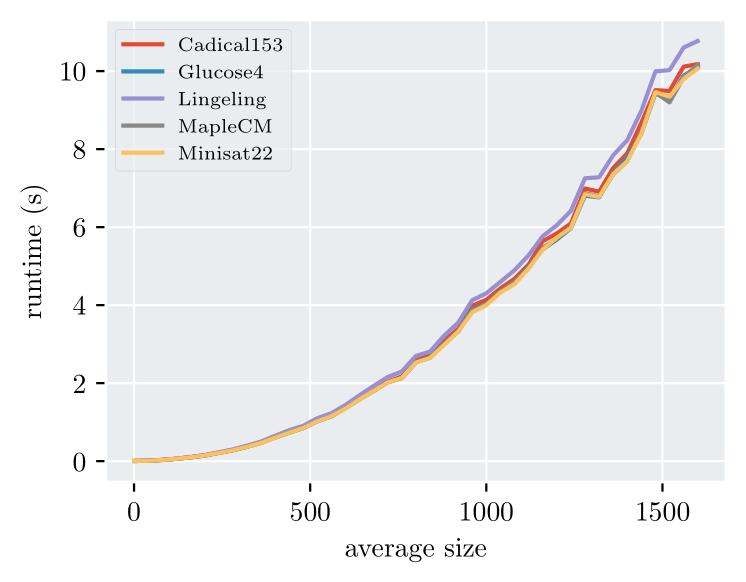 Cadical153
Glucose4
Lingeling
MapleCM
Minisat22
10
8
6
4
2
0
runtime (s)
0 500 1000 1500
average size